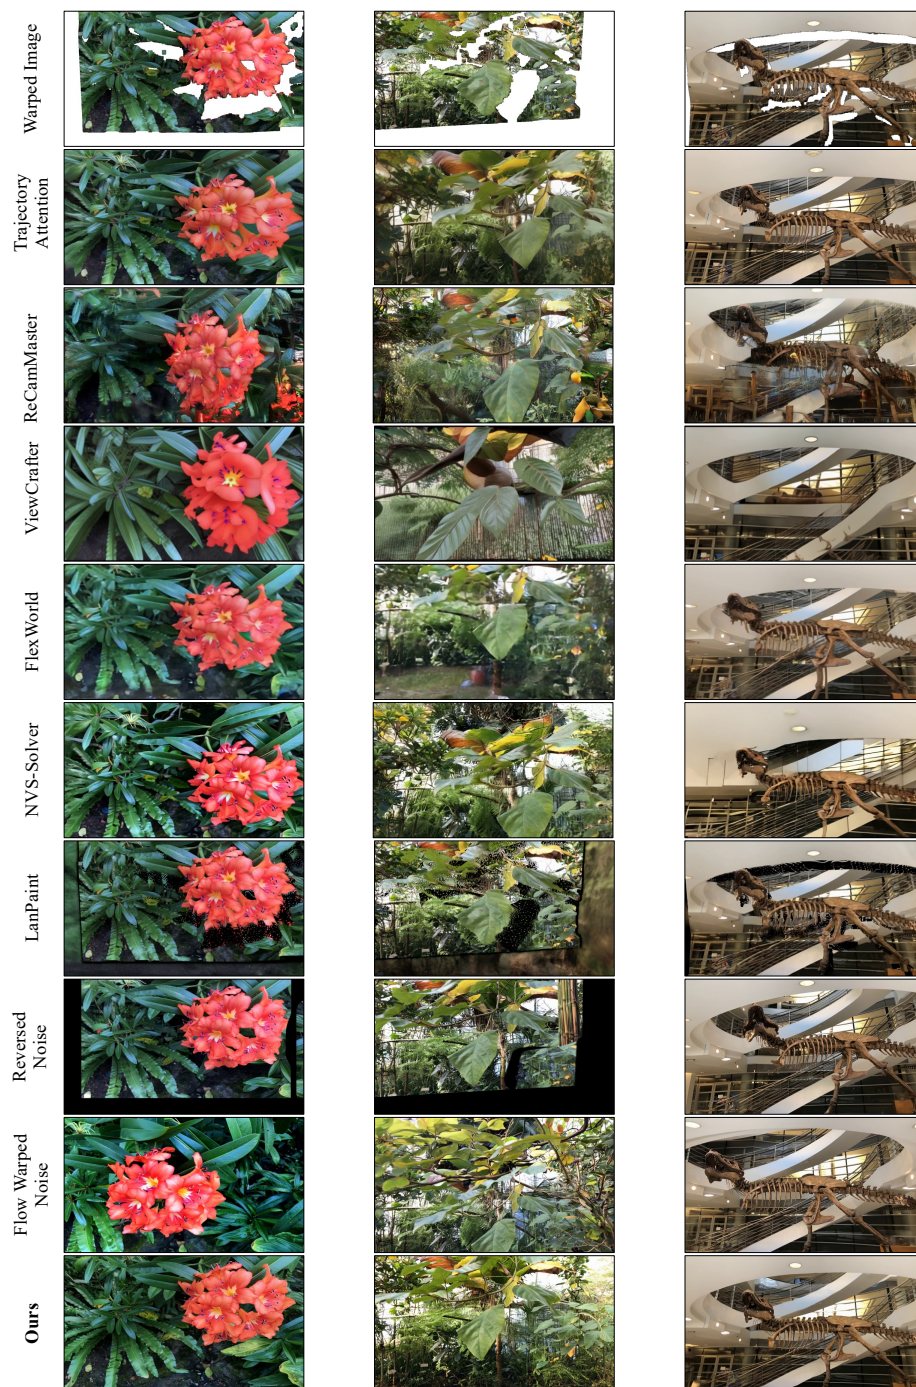 Warped Image
Trajectory
Attention
ReCamMaster
ViewCrafter
FlexWorld
NVS-Solver
LanPaint
Reversed
Noise
Flow Warped
Noise
Ours